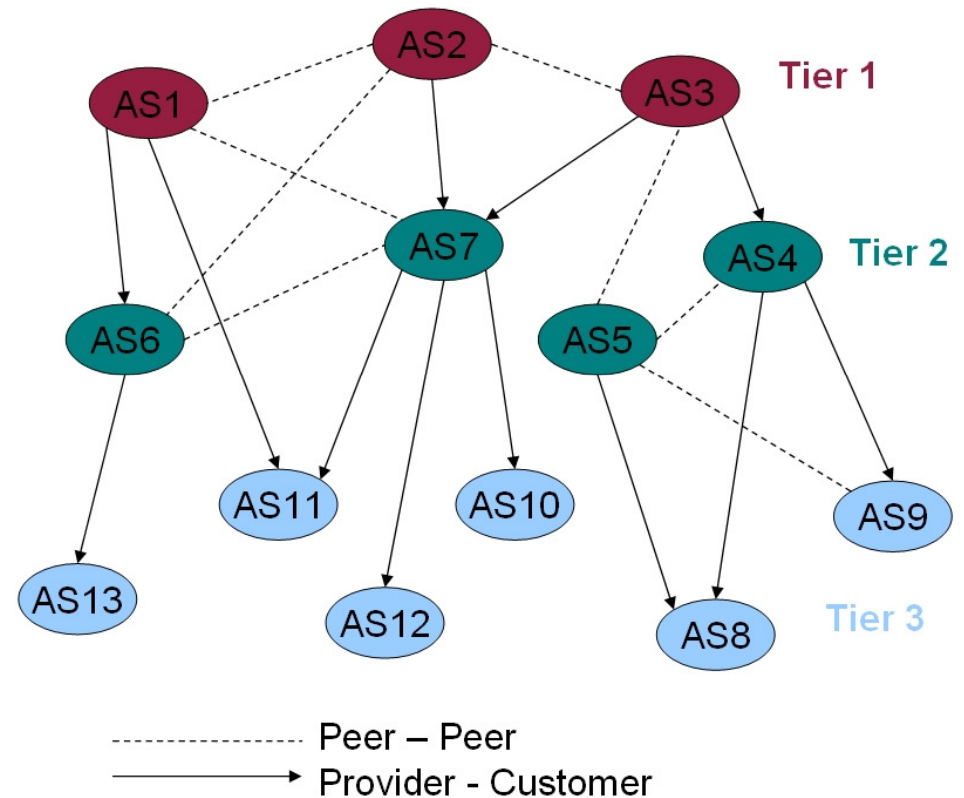 AS2
AS1
AS3
Tier 1
AS7
AS4
Tier 2
AS6
AS5
AS11
AS10
AS9
AS13
AS12
AS8
Tier 3
Peer – Peer
Provider - Customer